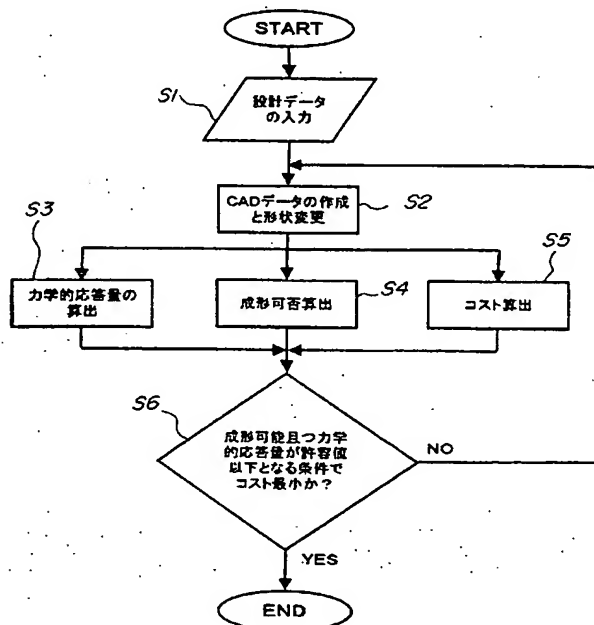 START
S1
設計データ
の入力
CADデータの作成
と形状変更
S2
S3
力学的応答量の
算出
成形可否算出
S4
コスト算出
S5
S6
成形可能且つ力学
的応答量が許容値
以下となる条件で
コスト最小か？
NO
YES
END